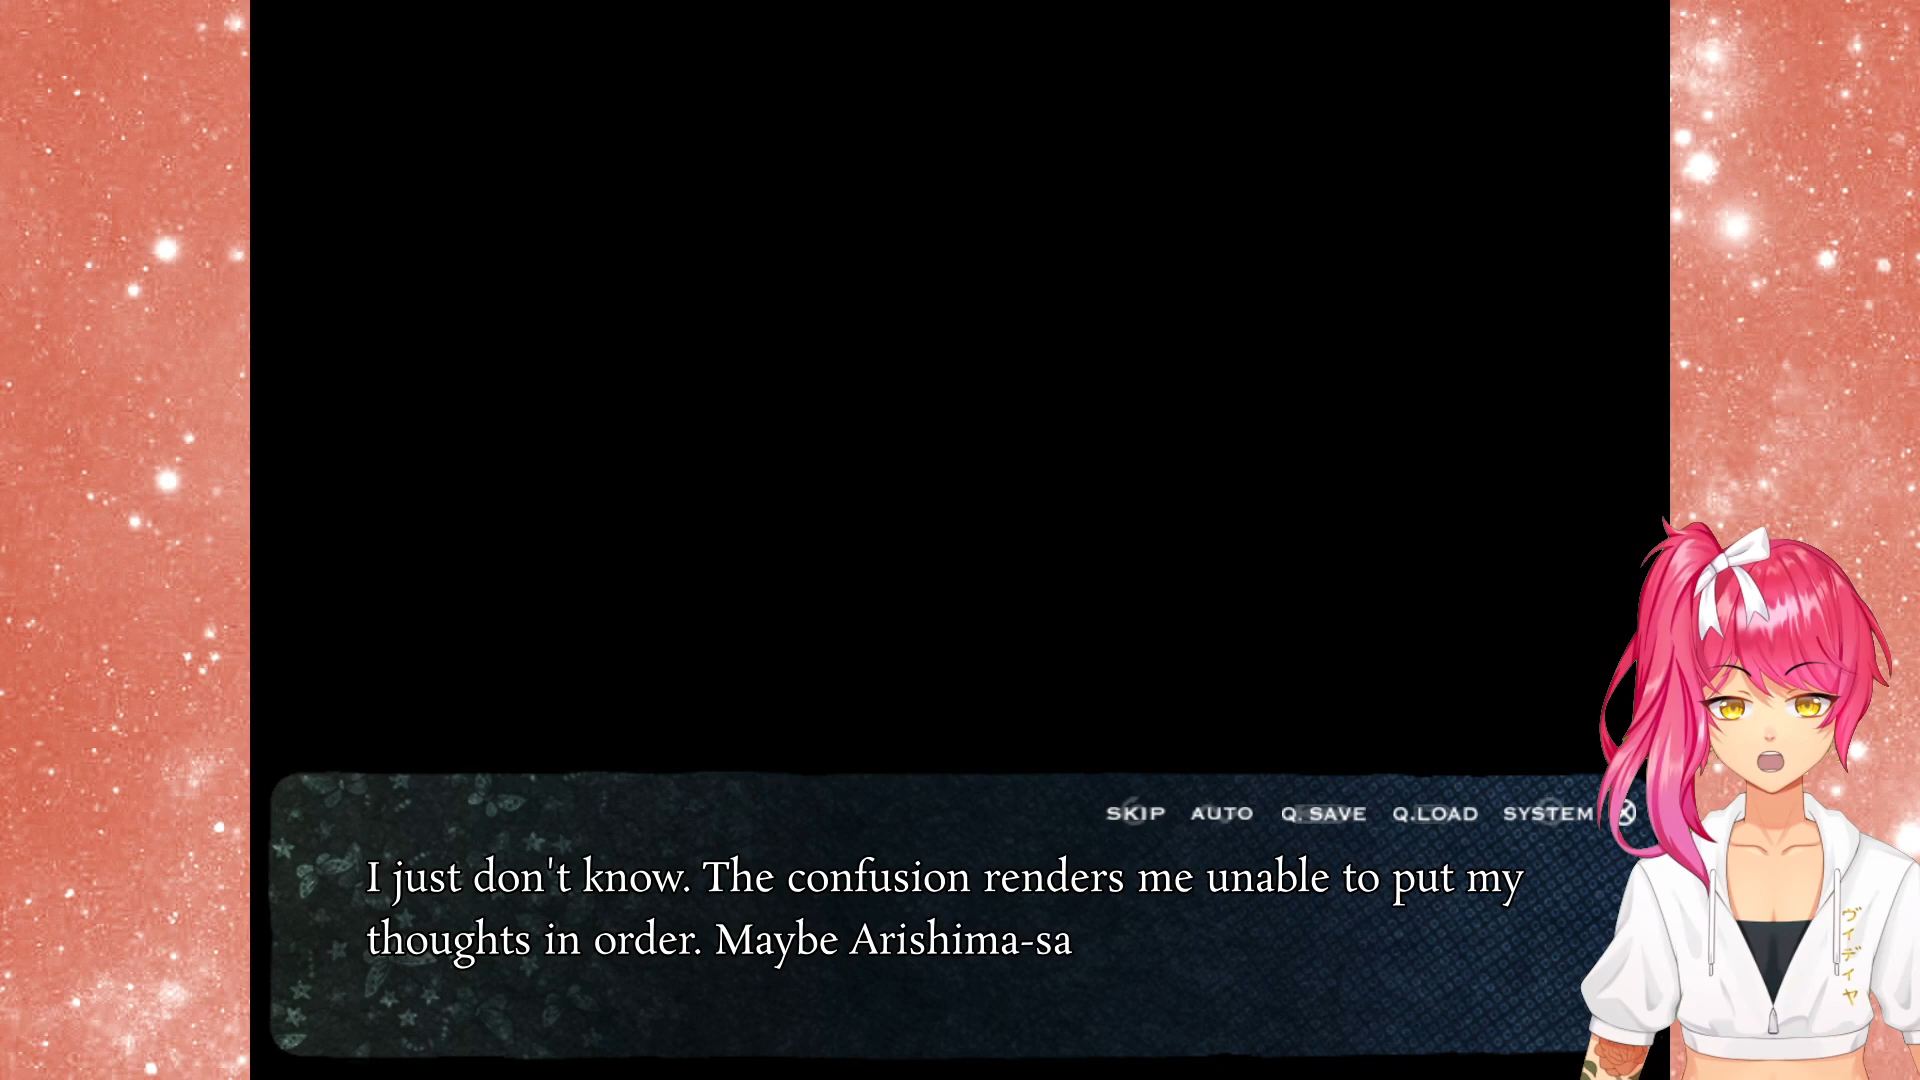 SKIP AUTO Q. SAVE Q.LOAD SYSTEM
I just don't know. The confusion renders me unable to put my
thoughts in order. Maybe Arishima-sa
ヴィディヤ